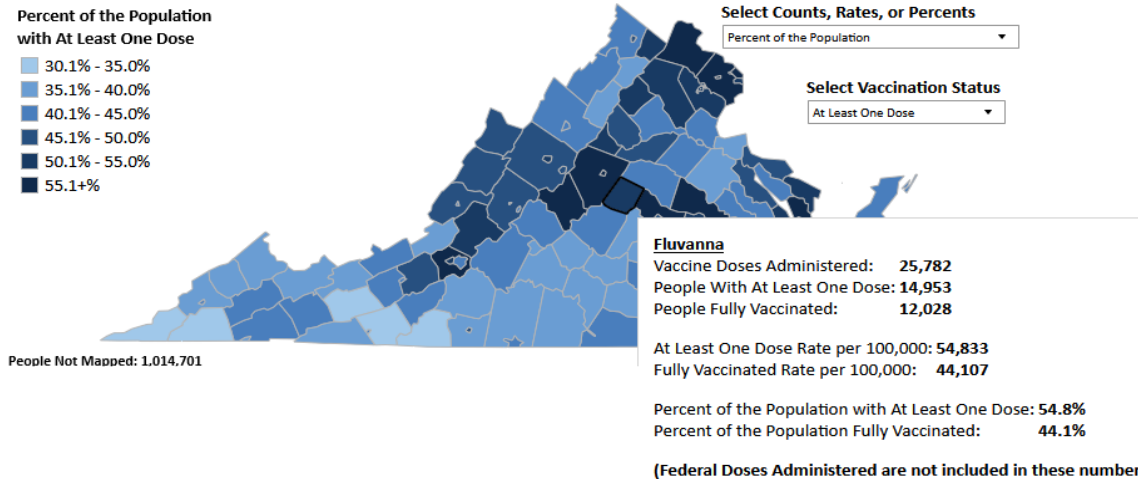 Percent of the Population
with At Least One Dose
30.1% - 35.0%
35.1% - 40.0%
40.1% - 45.0%
45.1% - 50.0%
50.1% - 55.0%
55.1+%
Select Counts, Rates, or Percents
Percent of the Population
Select Vaccination Status
At Least One Dose
Fluvanna
Vaccine Doses Administered: 25,782
People With At Least One Dose: 14,953
People Fully Vaccinated: 12,028
At Least One Dose Rate per 100,000: 54,833
Fully Vaccinated Rate per 100,000: 44,107
Percent of the Population with At Least One Dose: 54.8%
Percent of the Population Fully Vaccinated: 44.1%
(Federal Doses Administered are not included in these number
People Not Mapped: 1,014,701